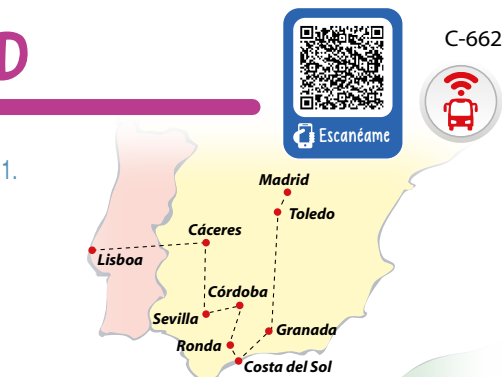 D
C-662
Escanéame
1.
Madrid
Toledo
Cáceres
Lisboa
Córdoba
Sevilla
Granada
Ronda
Costa del Sol